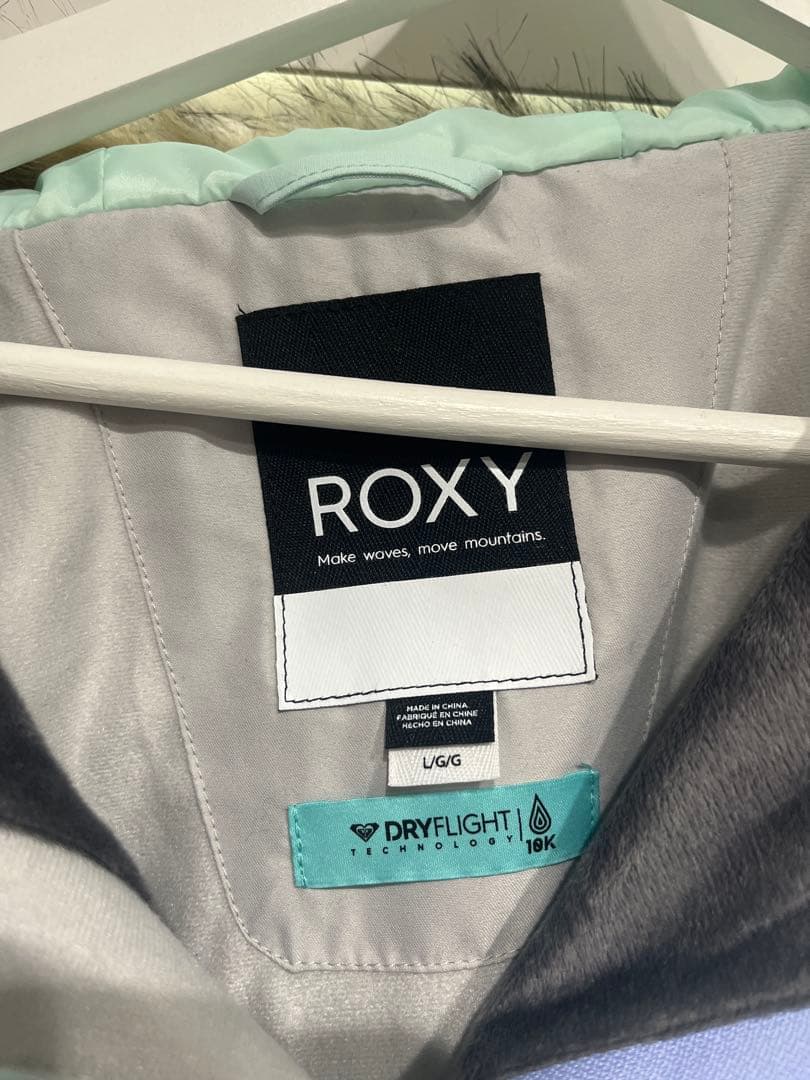 ROXY
Make waves, move mountains.
MADE IN CHINA
FABRIQUÉ EN CHINE
HECHO EN CHINA
L/G/G
DRYFLIGHT
TECHNOLOGY
10K